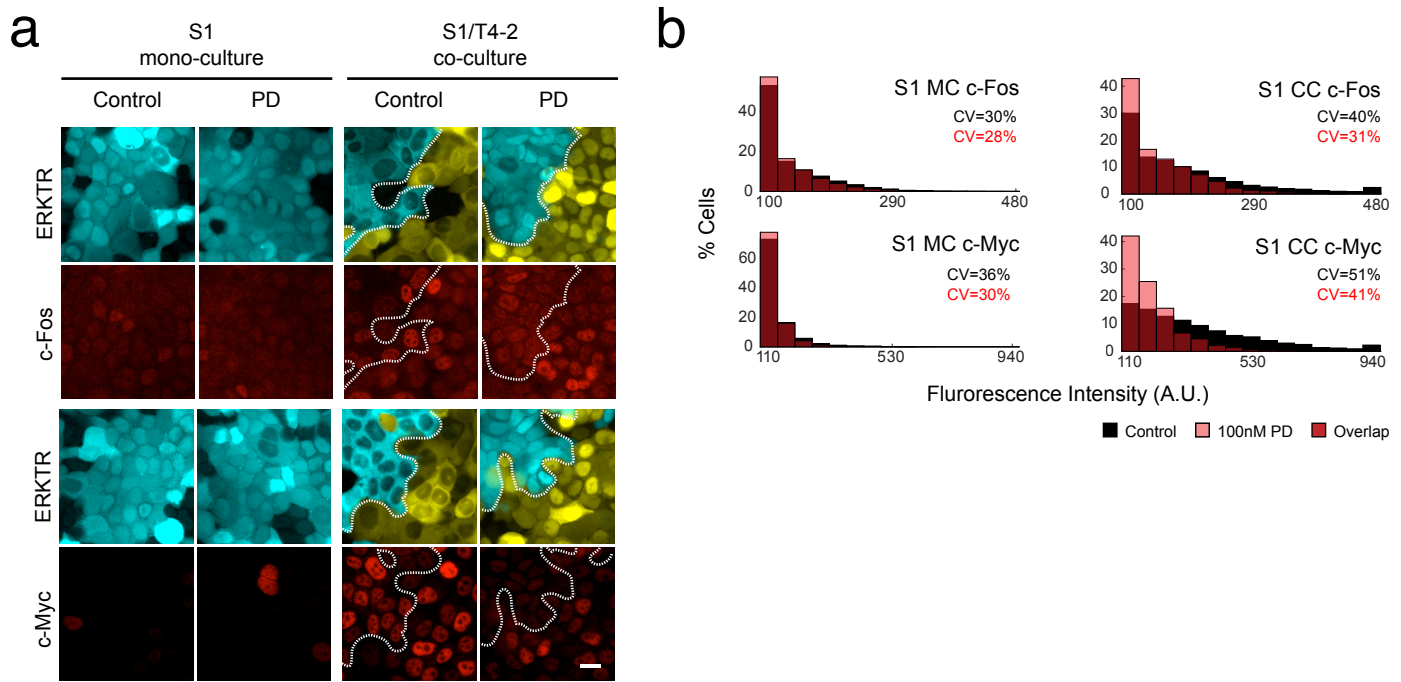 a
S1
mono-culture
S1/T4-2
co-culture
Control
PD
Control
PD
ERKTR
c-Fos
ERKTR
c-Myc
b
% Cells
S1 MC c-Fos
CV=30%
CV=28%
40
20
0
100
290
480
S1 CC c-Fos
CV=40%
CV=31%
40
30
20
10
0
100
290
480
S1 MC c-Myc
CV=36%
CV=30%
60
40
20
0
110
530
940
S1 CC c-Myc
CV=51%
CV=41%
40
30
20
10
0
110
530
940
Flurorescence Intensity (A.U.)
Control
100nM PD
Overlap